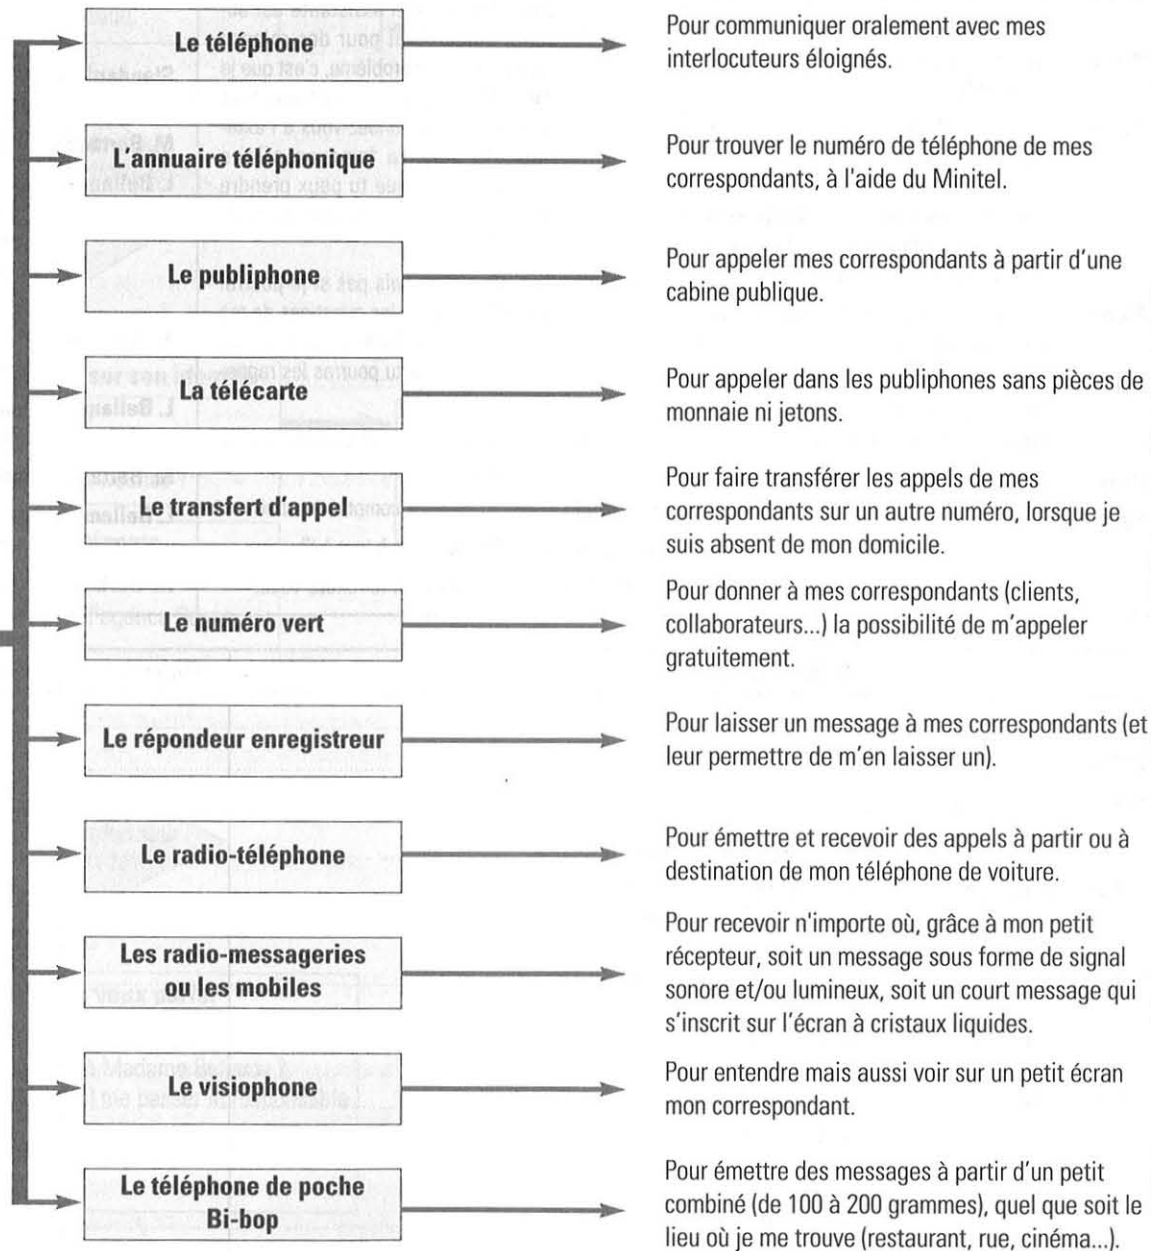 Le téléphone
Pour communiquer oralement avec mes
interlocuteurs éloignés.
L'annuaire téléphonique
Pour trouver le numéro de téléphone de mes
correspondants, à l'aide du Minitel.
Le publiphone
Pour appeler mes correspondants à partir d'une
cabine publique.
La télécarte
Pour appeler dans les publiphones sans pièces de
monnaie ni jetons.
Le transfert d'appel
Pour faire transférer les appels de mes
correspondants sur un autre numéro, lorsque je
suis absent de mon domicile.
Le numéro vert
Pour donner à mes correspondants (clients,
collaborateurs...) la possibilité de m'appeler
gratuitement.
Le répondeur enregistreur
Pour laisser un message à mes correspondants (et
leur permettre de m'en laisser un).
Le radio-téléphone
Pour émettre et recevoir des appels à partir ou à
destination de mon téléphone de voiture.
Les radio-messageries
ou les mobiles
Pour recevoir n'importe où, grâce à mon petit
récepteur, soit un message sous forme de signal
sonore et/ou lumineux, soit un court message qui
s'inscrit sur l'écran à cristaux liquides.
Le visiophone
Pour entendre mais aussi voir sur un petit écran
mon correspondant.
Le téléphone de poche
Bi-bop
Pour émettre des messages à partir d'un petit
combiné (de 100 à 200 grammes), quel que soit le
lieu où je me trouve (restaurant, rue, cinéma...).